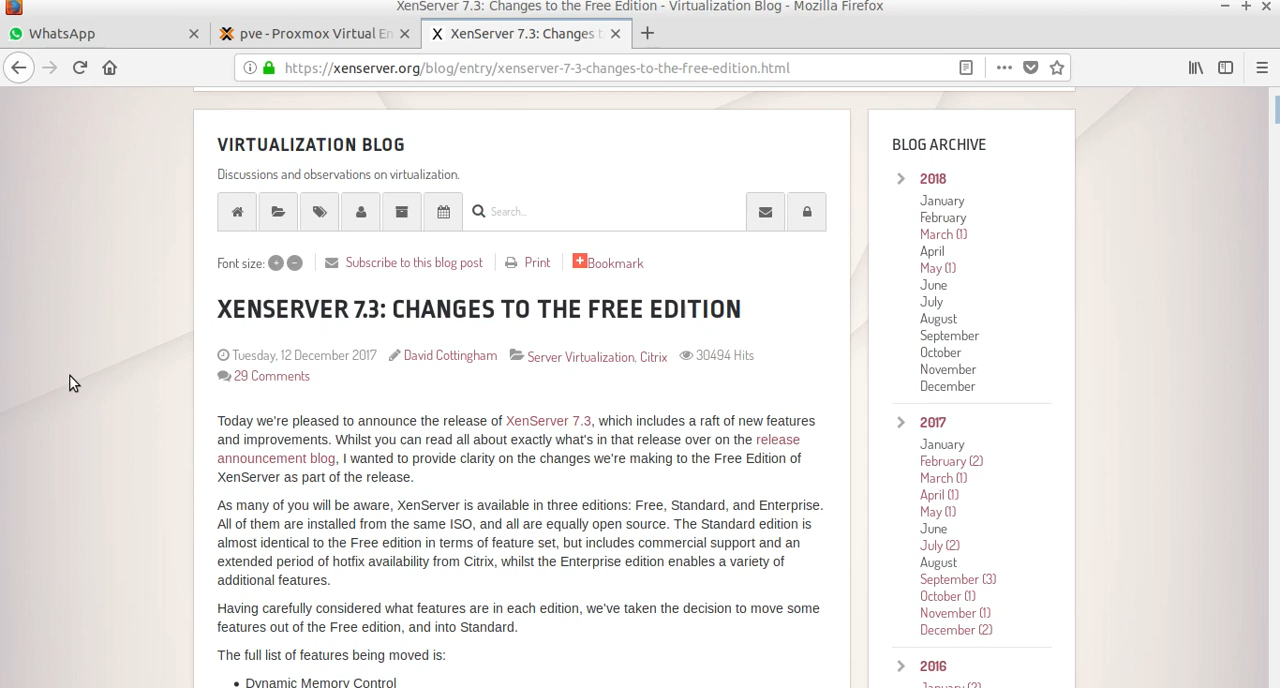 XenServer 7.3: Changes to the Free Edition - Virtualization Blog - Mozilla Firefox
WhatsApp
pve - Proxmox Virtual En
XenServer 7.3: Changes t
https://xenserver.org/blog/entry/xenserver-7-3-changes-to-the-free-edition.html
VIRTUALIZATION BLOG
Discussions and observations on virtualization.
Search...
Font size: + −
Subscribe to this blog post
Print
Bookmark
XENSERVER 7.3: CHANGES TO THE FREE EDITION
Tuesday, 12 December 2017
David Cottingham
Server Virtualization, Citrix
30494 Hits
29 Comments
Today we're pleased to announce the release of XenServer 7.3, which includes a raft of new features
and improvements. Whilst you can read all about exactly what's in that release over on the release
announcement blog, I wanted to provide clarity on the changes we're making to the Free Edition of
XenServer as part of the release.
As many of you will be aware, XenServer is available in three editions: Free, Standard, and Enterprise.
All of them are installed from the same ISO, and all are equally open source. The Standard edition is
almost identical to the Free edition in terms of feature set, but includes commercial support and an
extended period of hotfix availability from Citrix, whilst the Enterprise edition enables a variety of
additional features.
Having carefully considered what features are in each edition, we've taken the decision to move some
features out of the Free edition, and into Standard.
The full list of features being moved is:
• Dynamic Memory Control
BLOG ARCHIVE
2018
January
February
March (1)
April
May (1)
June
July
August
September
October
November
December
2017
January
February (2)
March (1)
April (1)
May (1)
June
July (2)
August
September (3)
October (1)
November (1)
December (2)
2016
January (2)